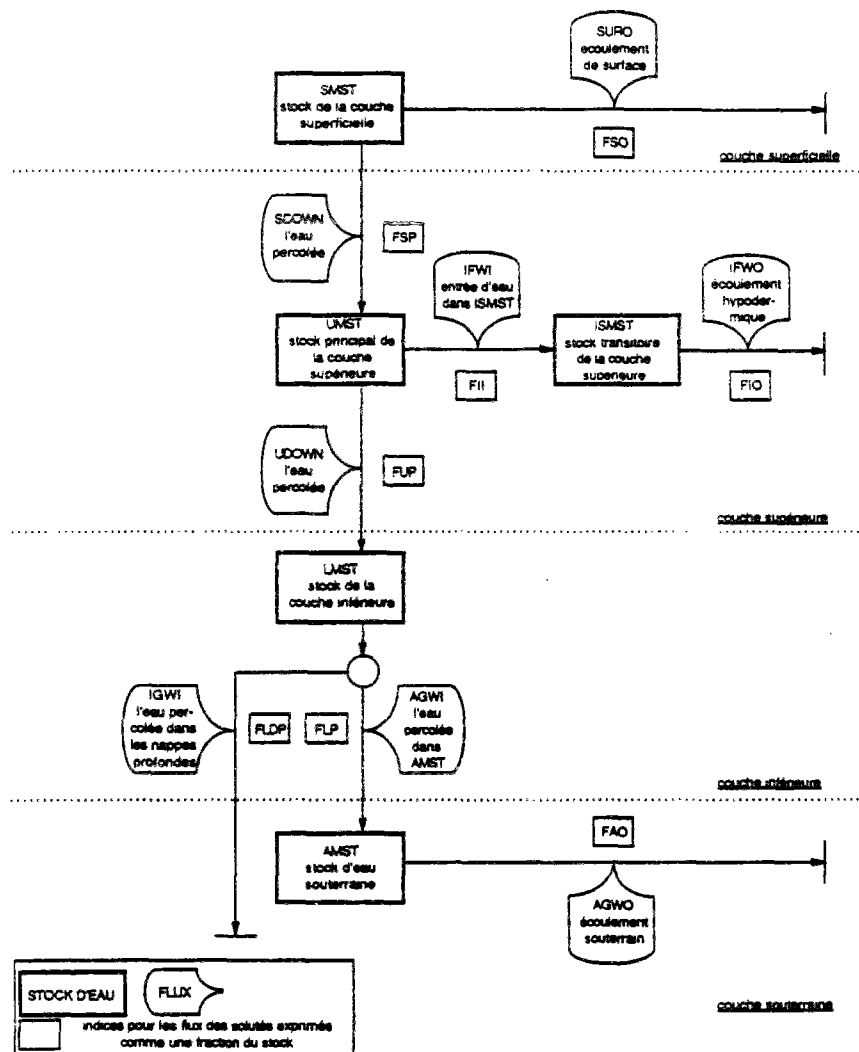 SURO
ecoulement
de surface
SMST
stock de la couche
superficielle
FSO
couche superficielle
SDOWN
l'eau
percolée
FSP
IFWI
entrée d'eau
dans ISMST
IFWO
écoulement
hypoder-
mique
UMST
stock principal de
la couche
supérieure
ISMST
stock transitoire
de la couche
superieure
FII
FIO
UDOWN
l'eau
percolée
FUP
couche supérieure
LMST
stock de la
couche inférieure
IGWI
l'eau per-
colée dans
les nappes
profondes
FLDP
FLP
AGWI
l'eau
percolée
dans
AMST
couche inférieure
AMST
stock d'eau
souterraine
FAO
AGWO
écoulement
souterrain
STOCK D'EAU
FLUX
indices pour les flux des solutés exprimée
comme une fraction du stock
couche souterraine